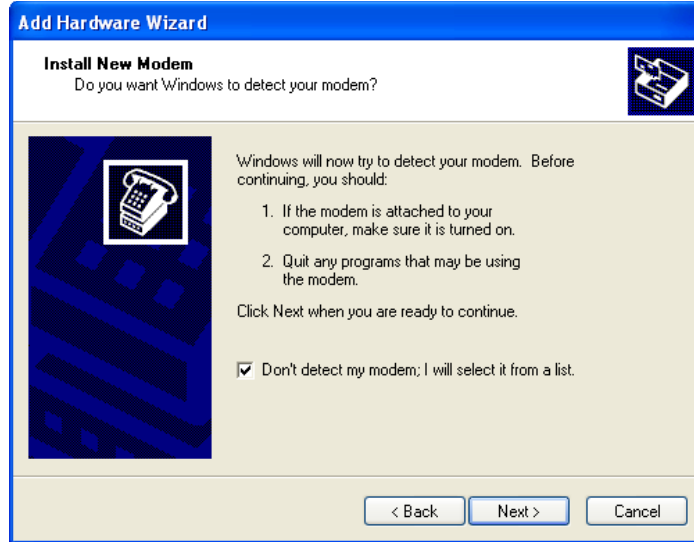 Add Hardware Wizard
Install New Modem
Do you want Windows to detect your modem?
Windows will now try to detect your modem. Before
continuing, you should:
1. If the modem is attached to your
computer, make sure it is turned on.
2. Quit any programs that may be using
the modem.
Click Next when you are ready to continue.
Don't detect my modem; I will select it from a list.
< Back Next > Cancel